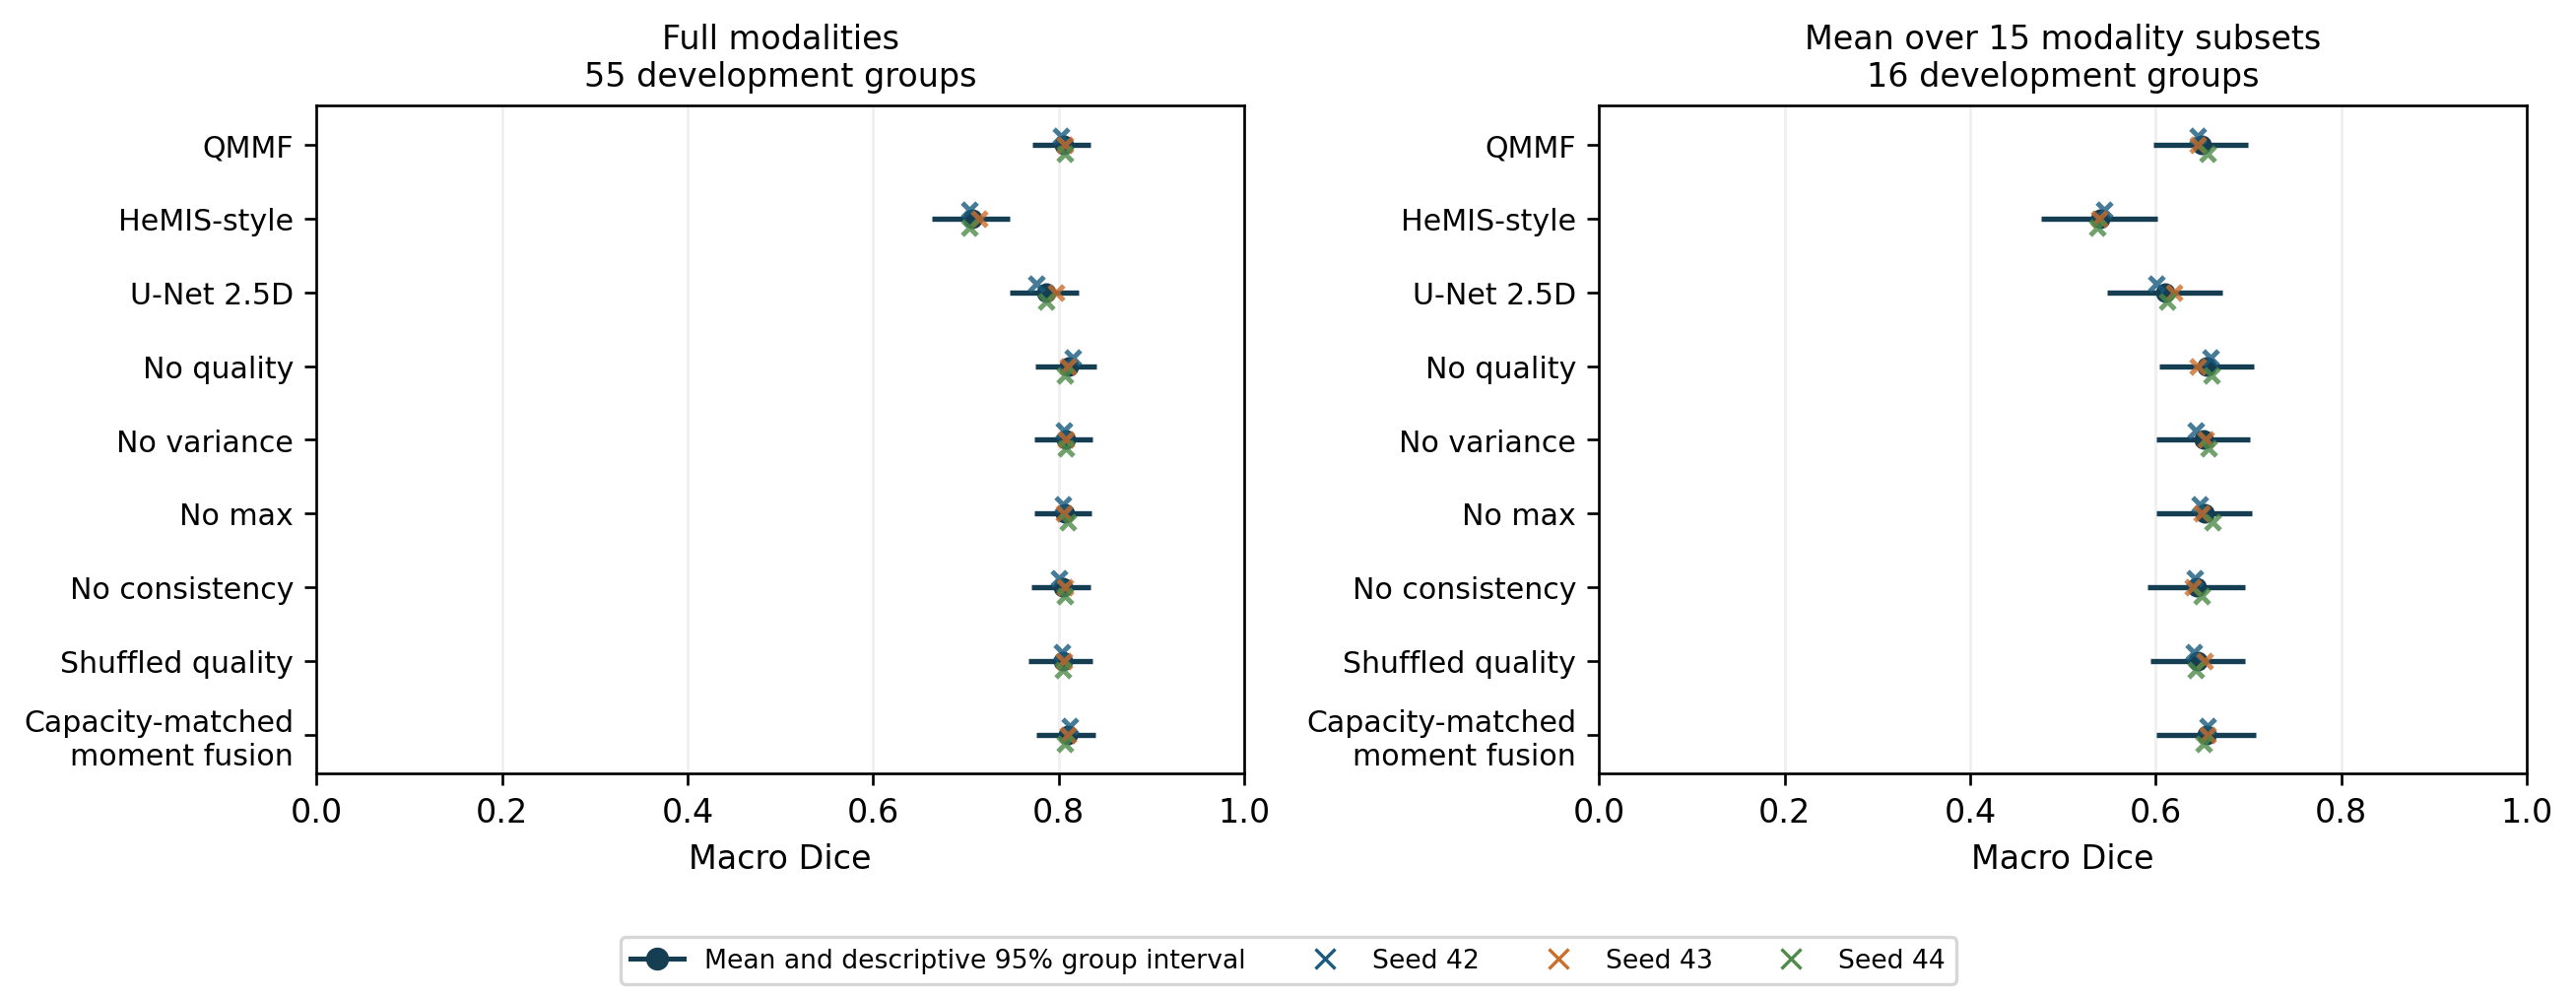 Full modalities
55 development groups
QMMF
HeMIS-style
U-Net 2.5D
No quality
No variance
No max
No consistency
Shuffled quality
Capacity-matched
moment fusion
0.0 0.2 0.4 0.6 0.8 1.0
Macro Dice
Mean over 15 modality subsets
16 development groups
QMMF
HeMIS-style
U-Net 2.5D
No quality
No variance
No max
No consistency
Shuffled quality
Capacity-matched
moment fusion
0.0 0.2 0.4 0.6 0.8 1.0
Macro Dice
Mean and descriptive 95% group interval Seed 42 Seed 43 Seed 44